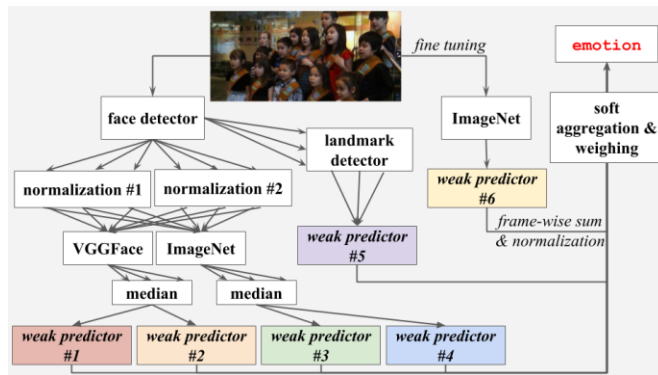 fine tuning
emotion
face detector
ImageNet
soft
aggregation &
weighing
landmark
detector
normalization #1
normalization #2
weak predictor
#6
frame-wise sum
& normalization
VGGFace
ImageNet
weak predictor
#5
median
median
weak predictor
#1
weak predictor
#2
weak predictor
#3
weak predictor
#4